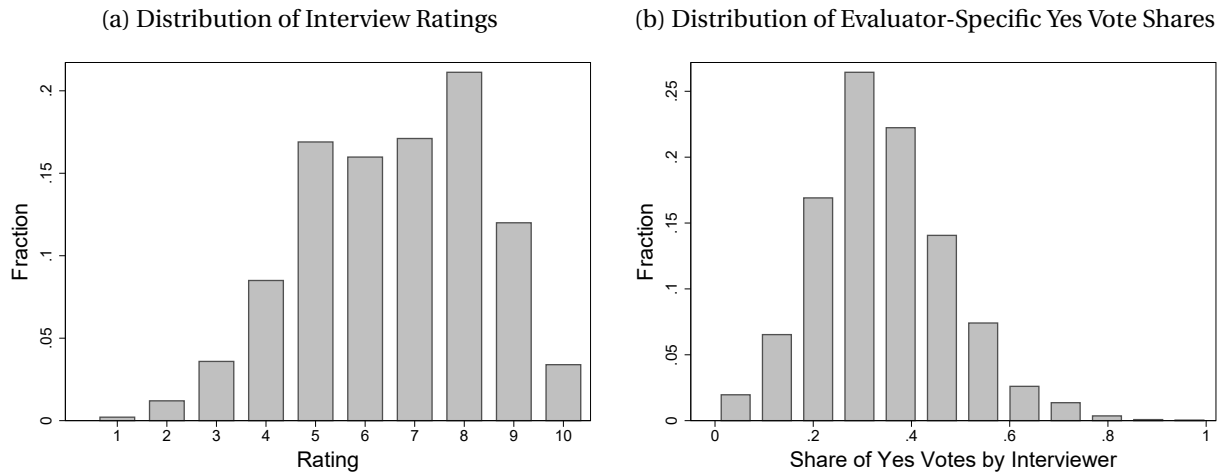 (a) Distribution of Interview Ratings
.2
.15
.1
.05
0
Fraction
1 2 3 4 5 6 7 8 9 10
Rating
(b) Distribution of Evaluator-Specific Yes Vote Shares
.25
.2
.15
.1
.05
0
Fraction
0 .2 .4 .6 .8 1
Share of Yes Votes by Interviewer